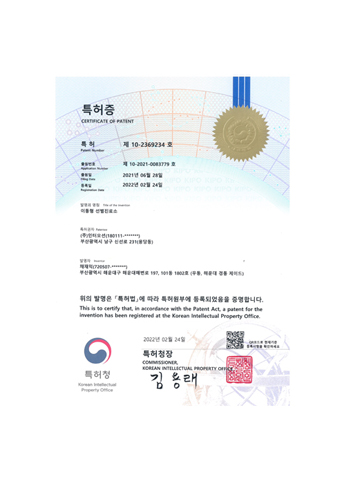 특허증
CERTIFICATE OF PATENT
특 허 제 10-2369234 호
Patent Number
출원번호 제 10-2021-0083779 호
Application Number
출원일 2021년 06월 28일
Filing Date
등록일 2022년 02월 24일
Registration Date
발명의 명칭 Title of the Invention
이동형 선별진료소
특허권자 Patentee
(주)인터오션(180111-*******)
부산광역시 남구 신선로 231(용당동)
발명자 Inventor
채재익(720507-*******)
부산광역시 해운대구 해운대해변로 197, 101동 1802호 (우동, 해운대 경동 제이드)
위의 발명은 「특허법」에 따라 특허원부에 등록되었음을 증명합니다.
This is to certify that, in accordance with the Patent Act, a patent for the
invention has been registered at the Korean Intellectual Property Office.
2022년 02월 24일
특허청장
COMMISSIONER,
KOREAN INTELLECTUAL PROPERTY OFFICE
김용래
QR코드로 현재기준
등록사항을 확인하세요
특허청
Korean Intellectual
Property Office